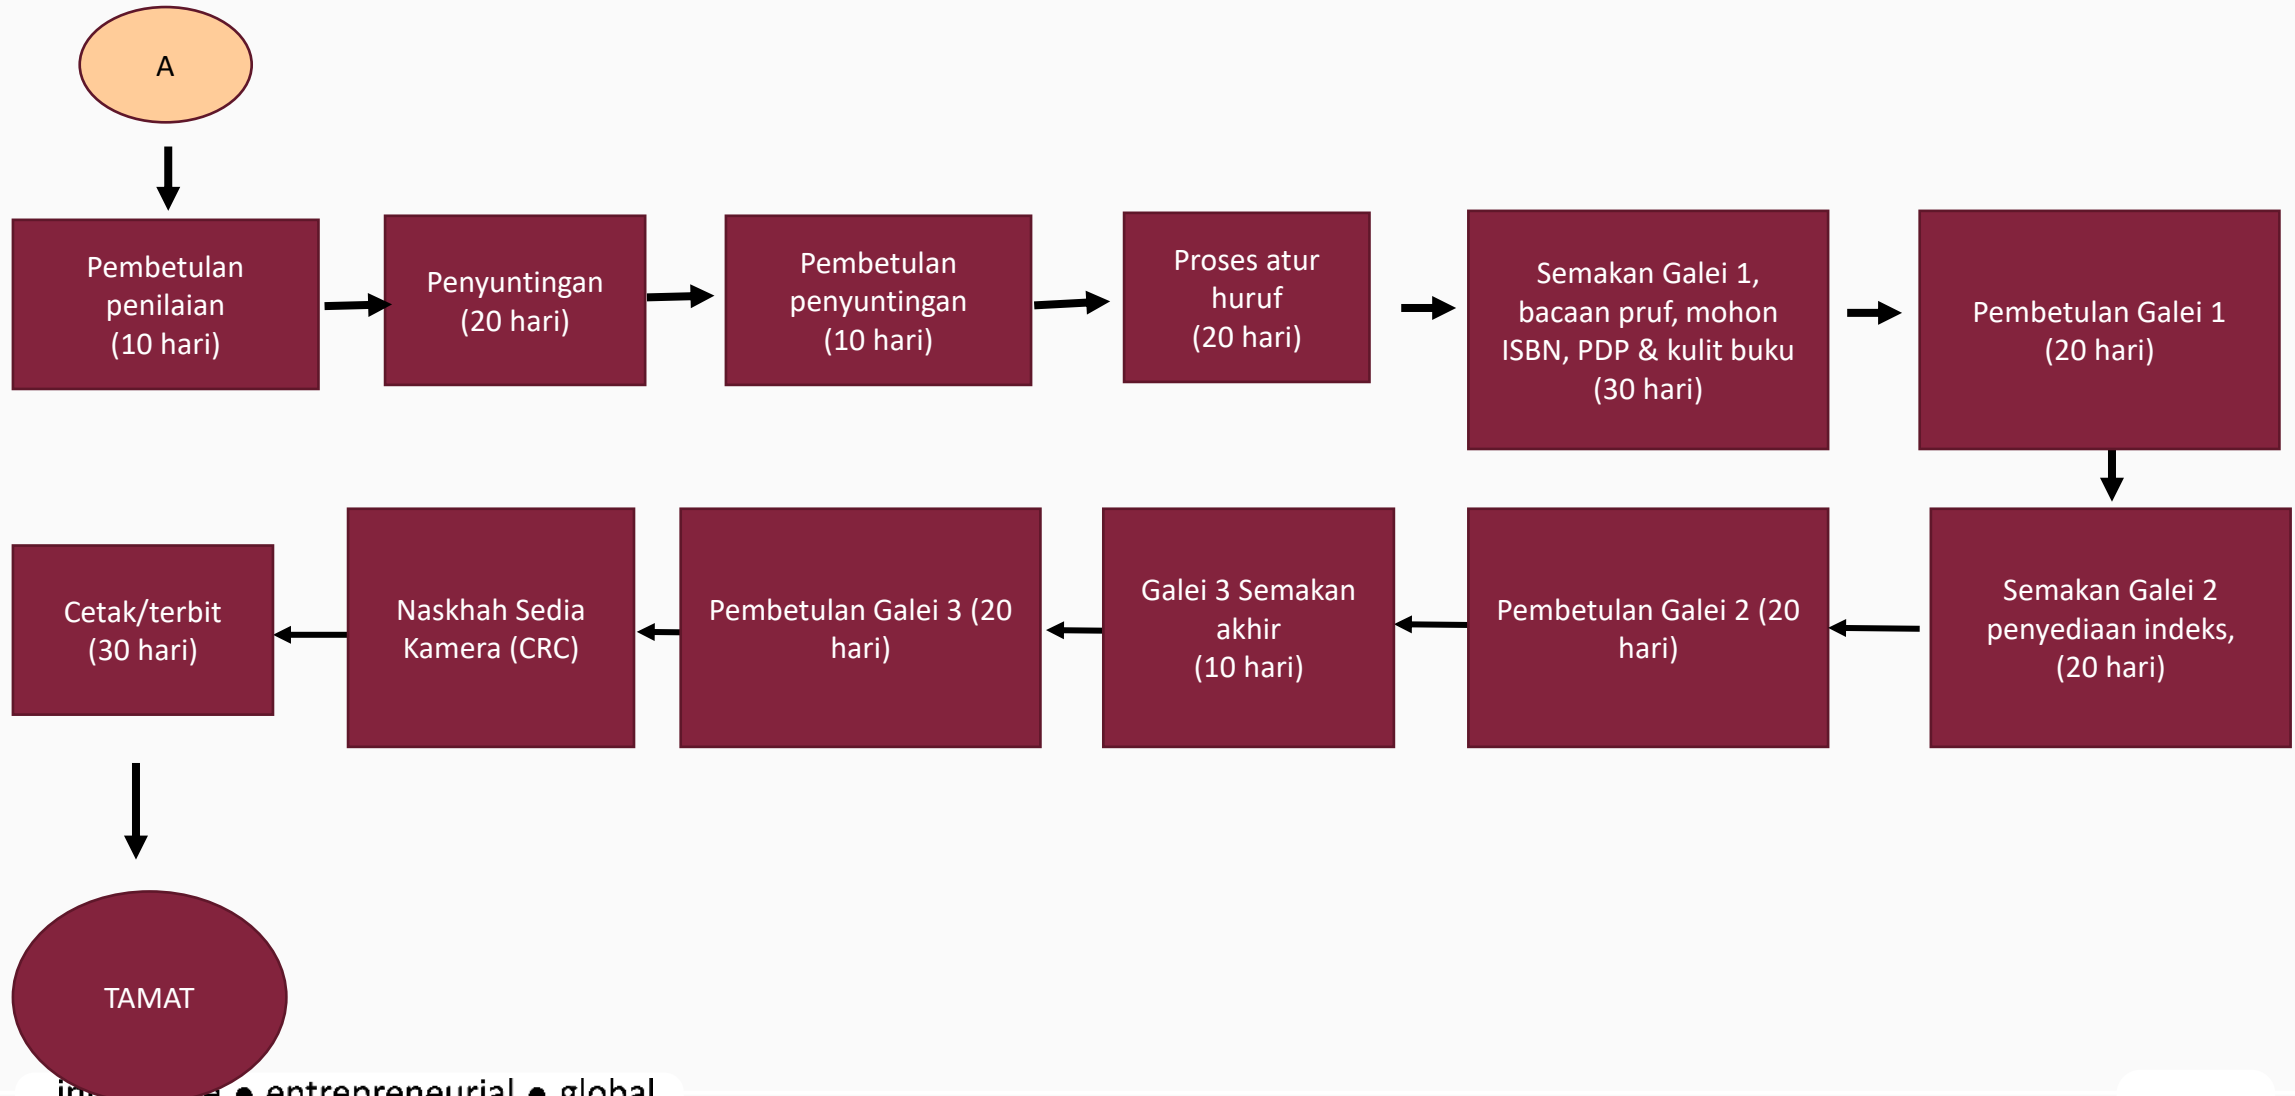 A
Pembetulan
penilaian
(10 hari)
Penyuntingan
(20 hari)
Pembetulan
penyuntingan
(10 hari)
Proses atur
huruf
(20 hari)
Semakan Galei 1,
bacaan pruf, mohon
ISBN, PDP & kulit buku
(30 hari)
Pembetulan Galei 1
(20 hari)
Semakan Galei 2
penyediaan indeks,
(20 hari)
Pembetulan Galei 2 (20
hari)
Galei 3 Semakan
akhir
(10 hari)
Pembetulan Galei 3 (20
hari)
Naskhah Sedia
Kamera (CRC)
Cetak/terbit
(30 hari)
TAMAT
● entrepreneurial ● global